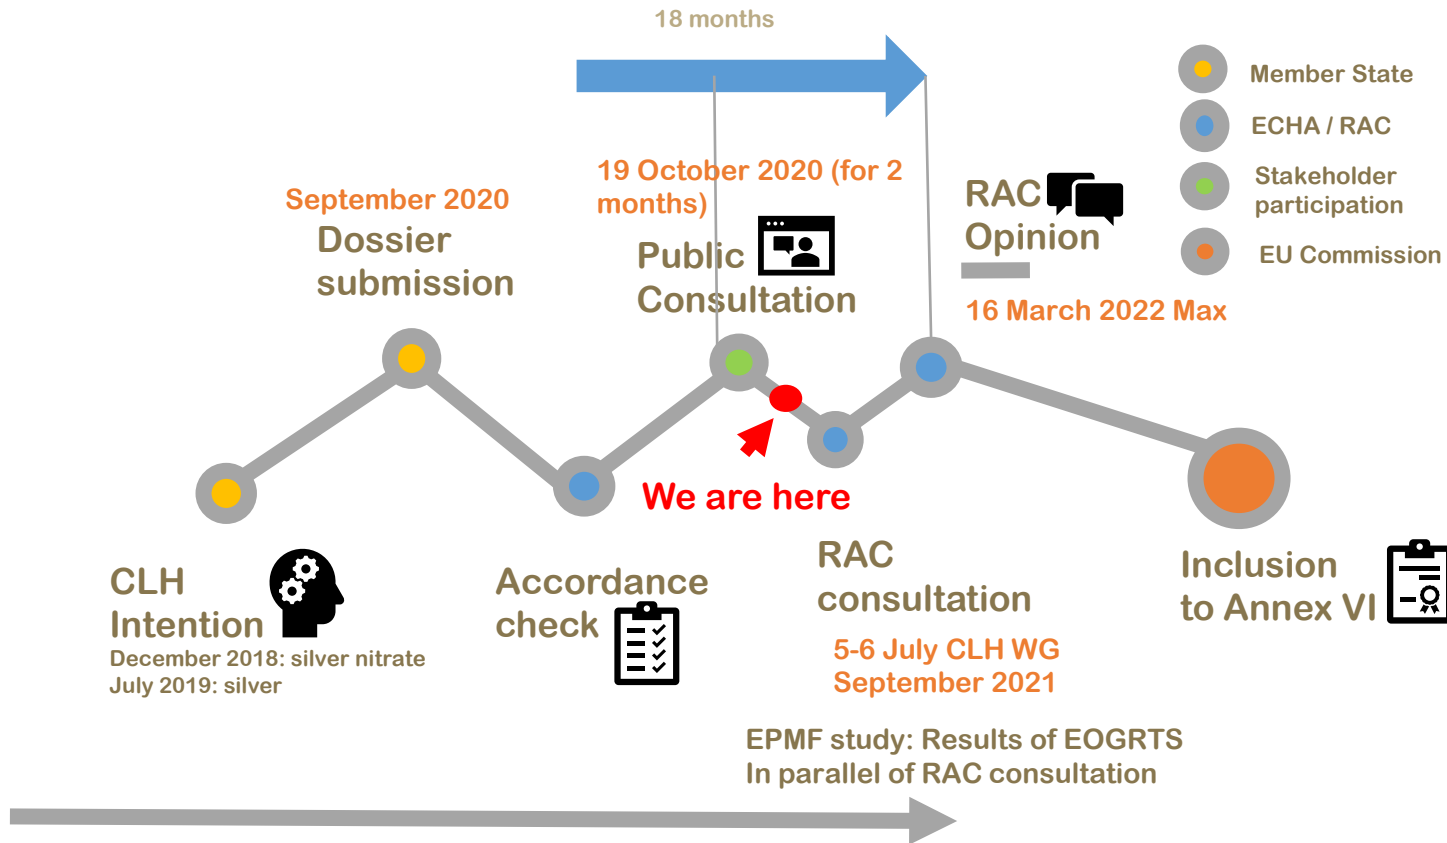 18 months
Member State
ECHA / RAC
Stakeholder
participation
EU Commission
September 2020
Dossier
submission
19 October 2020 (for 2
months)
Public
Consultation
RAC
Opinion
16 March 2022 Max
We are here
CLH
Intention
December 2018: silver nitrate
July 2019: silver
Accordance
check
RAC
consultation
5-6 July CLH WG
September 2021
Inclusion
to Annex VI
EPMF study: Results of EOGRTS
In parallel of RAC consultation